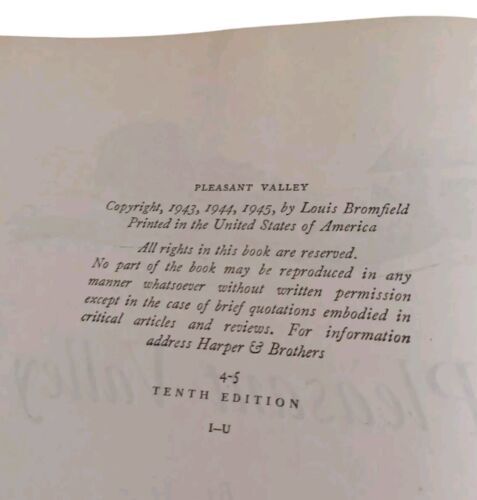 PLEASANT VALLEY
Copyright, 1943, 1944, 1945, by Louis Bromfield
Printed in the United States of America
All rights in this book are reserved.
No part of the book may be reproduced in any
manner whatsoever without written permission
except in the case of brief quotations embodied in
critical articles and reviews. For information
address Harper & Brothers
4-5
TENTH EDITION
I—U
Pleasant Valley